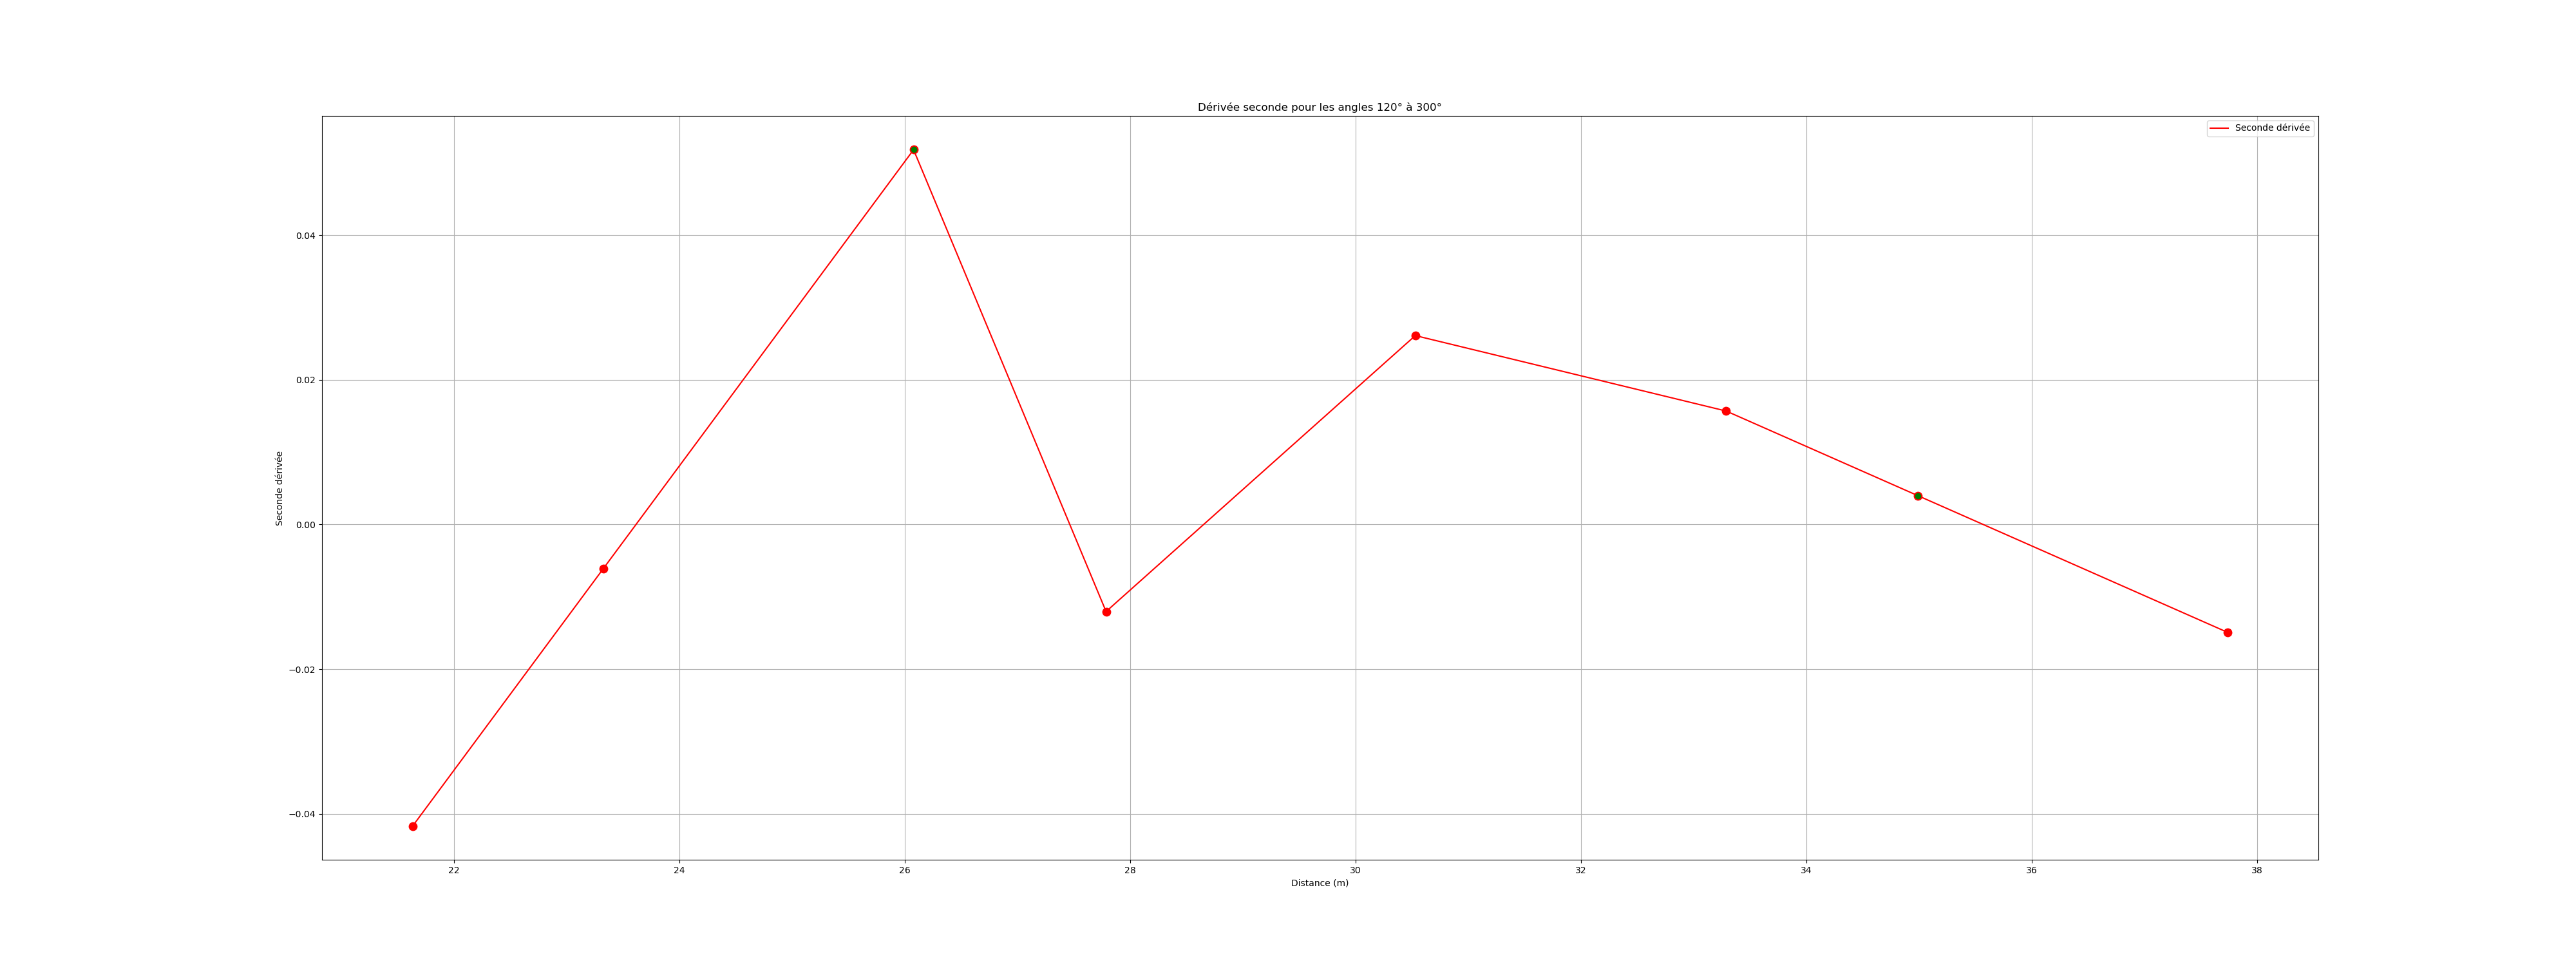 Dérivée seconde pour les angles 120° à 300°
Seconde dérivée
0.04
0.02
0.00
−0.02
−0.04
Seconde dérivée
22 24 26 28 30 32 34 36 38
Distance (m)